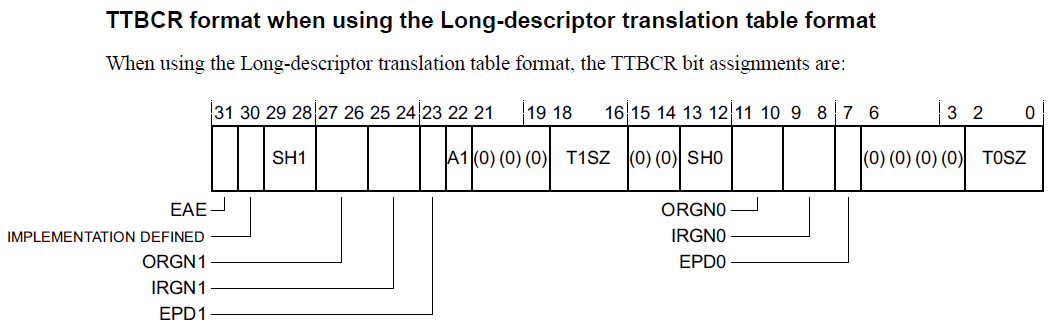 TTBCR format when using the Long-descriptor translation table format
When using the Long-descriptor translation table format, the TTBCR bit assignments are:
31 30 29 28 27 26 25 24 23 22 21 19 18 16 15 14 13 12 11 10 9 8 7 6 3 2 0
SH1 A1 (0) (0) (0) T1SZ (0) (0) SH0 (0) (0) (0) (0) T0SZ
EAE ORGN0
IMPLEMENTATION DEFINED IRGN0
ORGN1 EPD0
IRGN1
EPD1